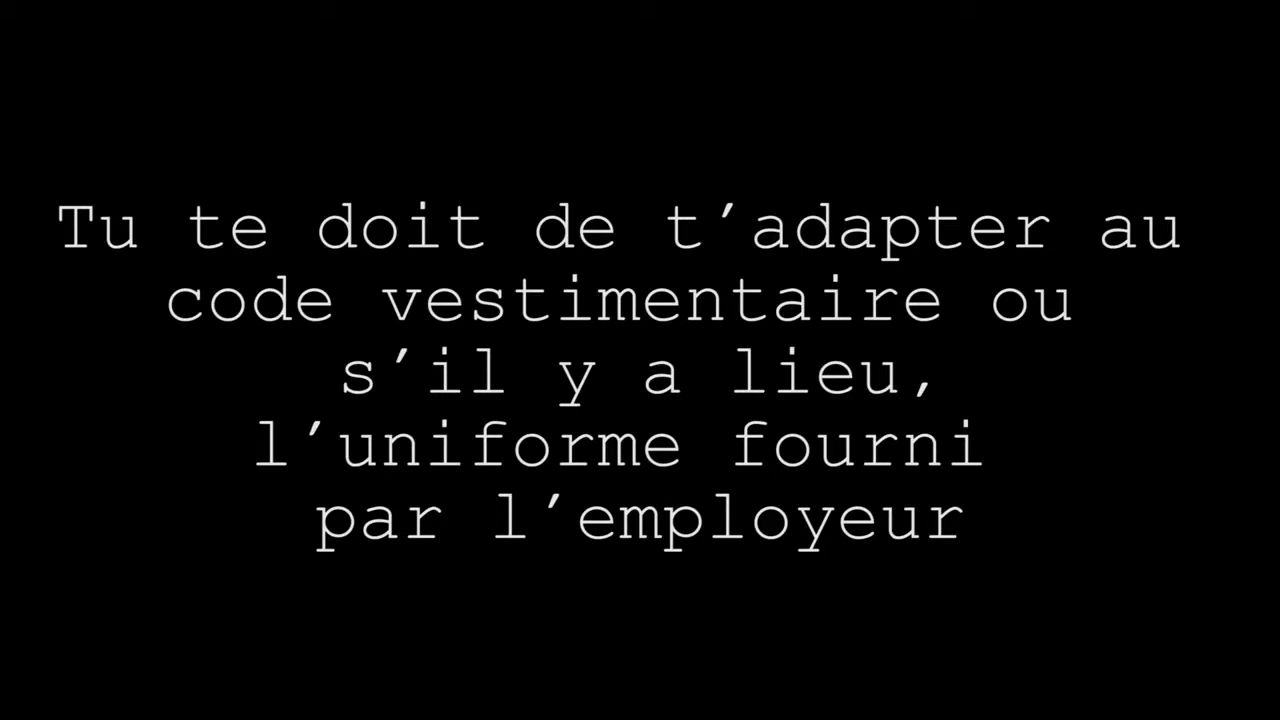 Tu te doit de t’adapter au
code vestimentaire ou
s’il y a lieu,
l’uniforme fourni
par l’employeur